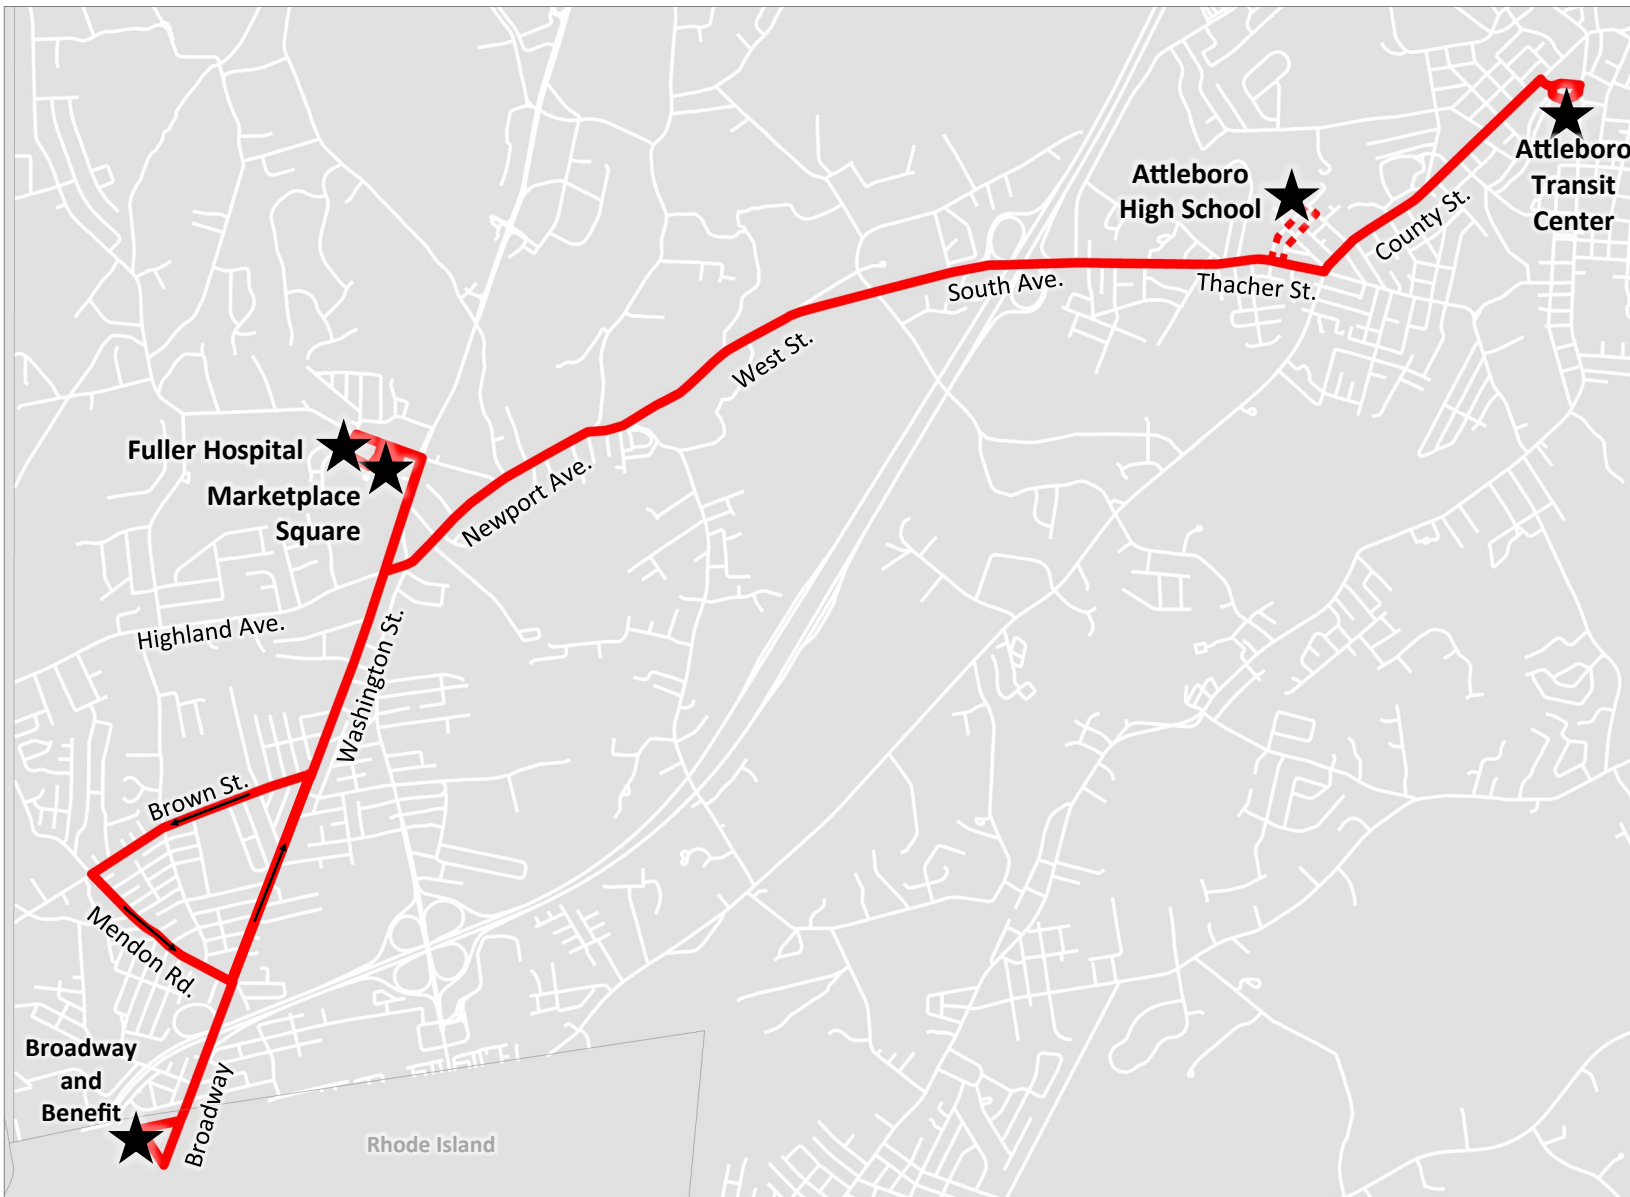 Attleboro
Transit
Center
Attleboro
High School
County St.
South Ave.
Thacher St.
West St.
Fuller Hospital
Marketplace
Square
Newport Ave.
Highland Ave.
Washington St.
Brown St.
Mendon Rd.
Broadway
and
Benefit
Broadway
Rhode Island